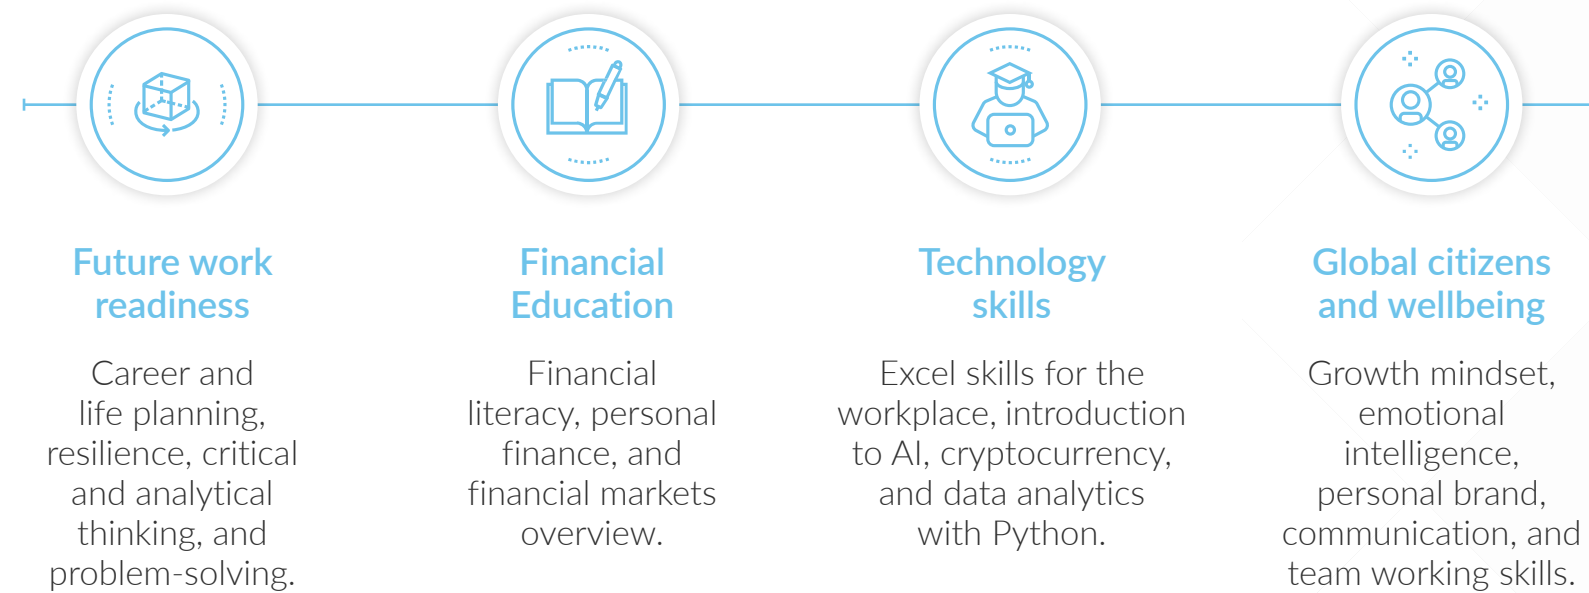 Future work
readiness
Career and
life planning,
resilience, critical
and analytical
thinking, and
problem-solving.
Financial
Education
Financial
literacy, personal
finance, and
financial markets
overview.
Technology
skills
Excel skills for the
workplace, introduction
to AI, cryptocurrency,
and data analytics
with Python.
Global citizens
and wellbeing
Growth mindset,
emotional
intelligence,
personal brand,
communication, and
team working skills.